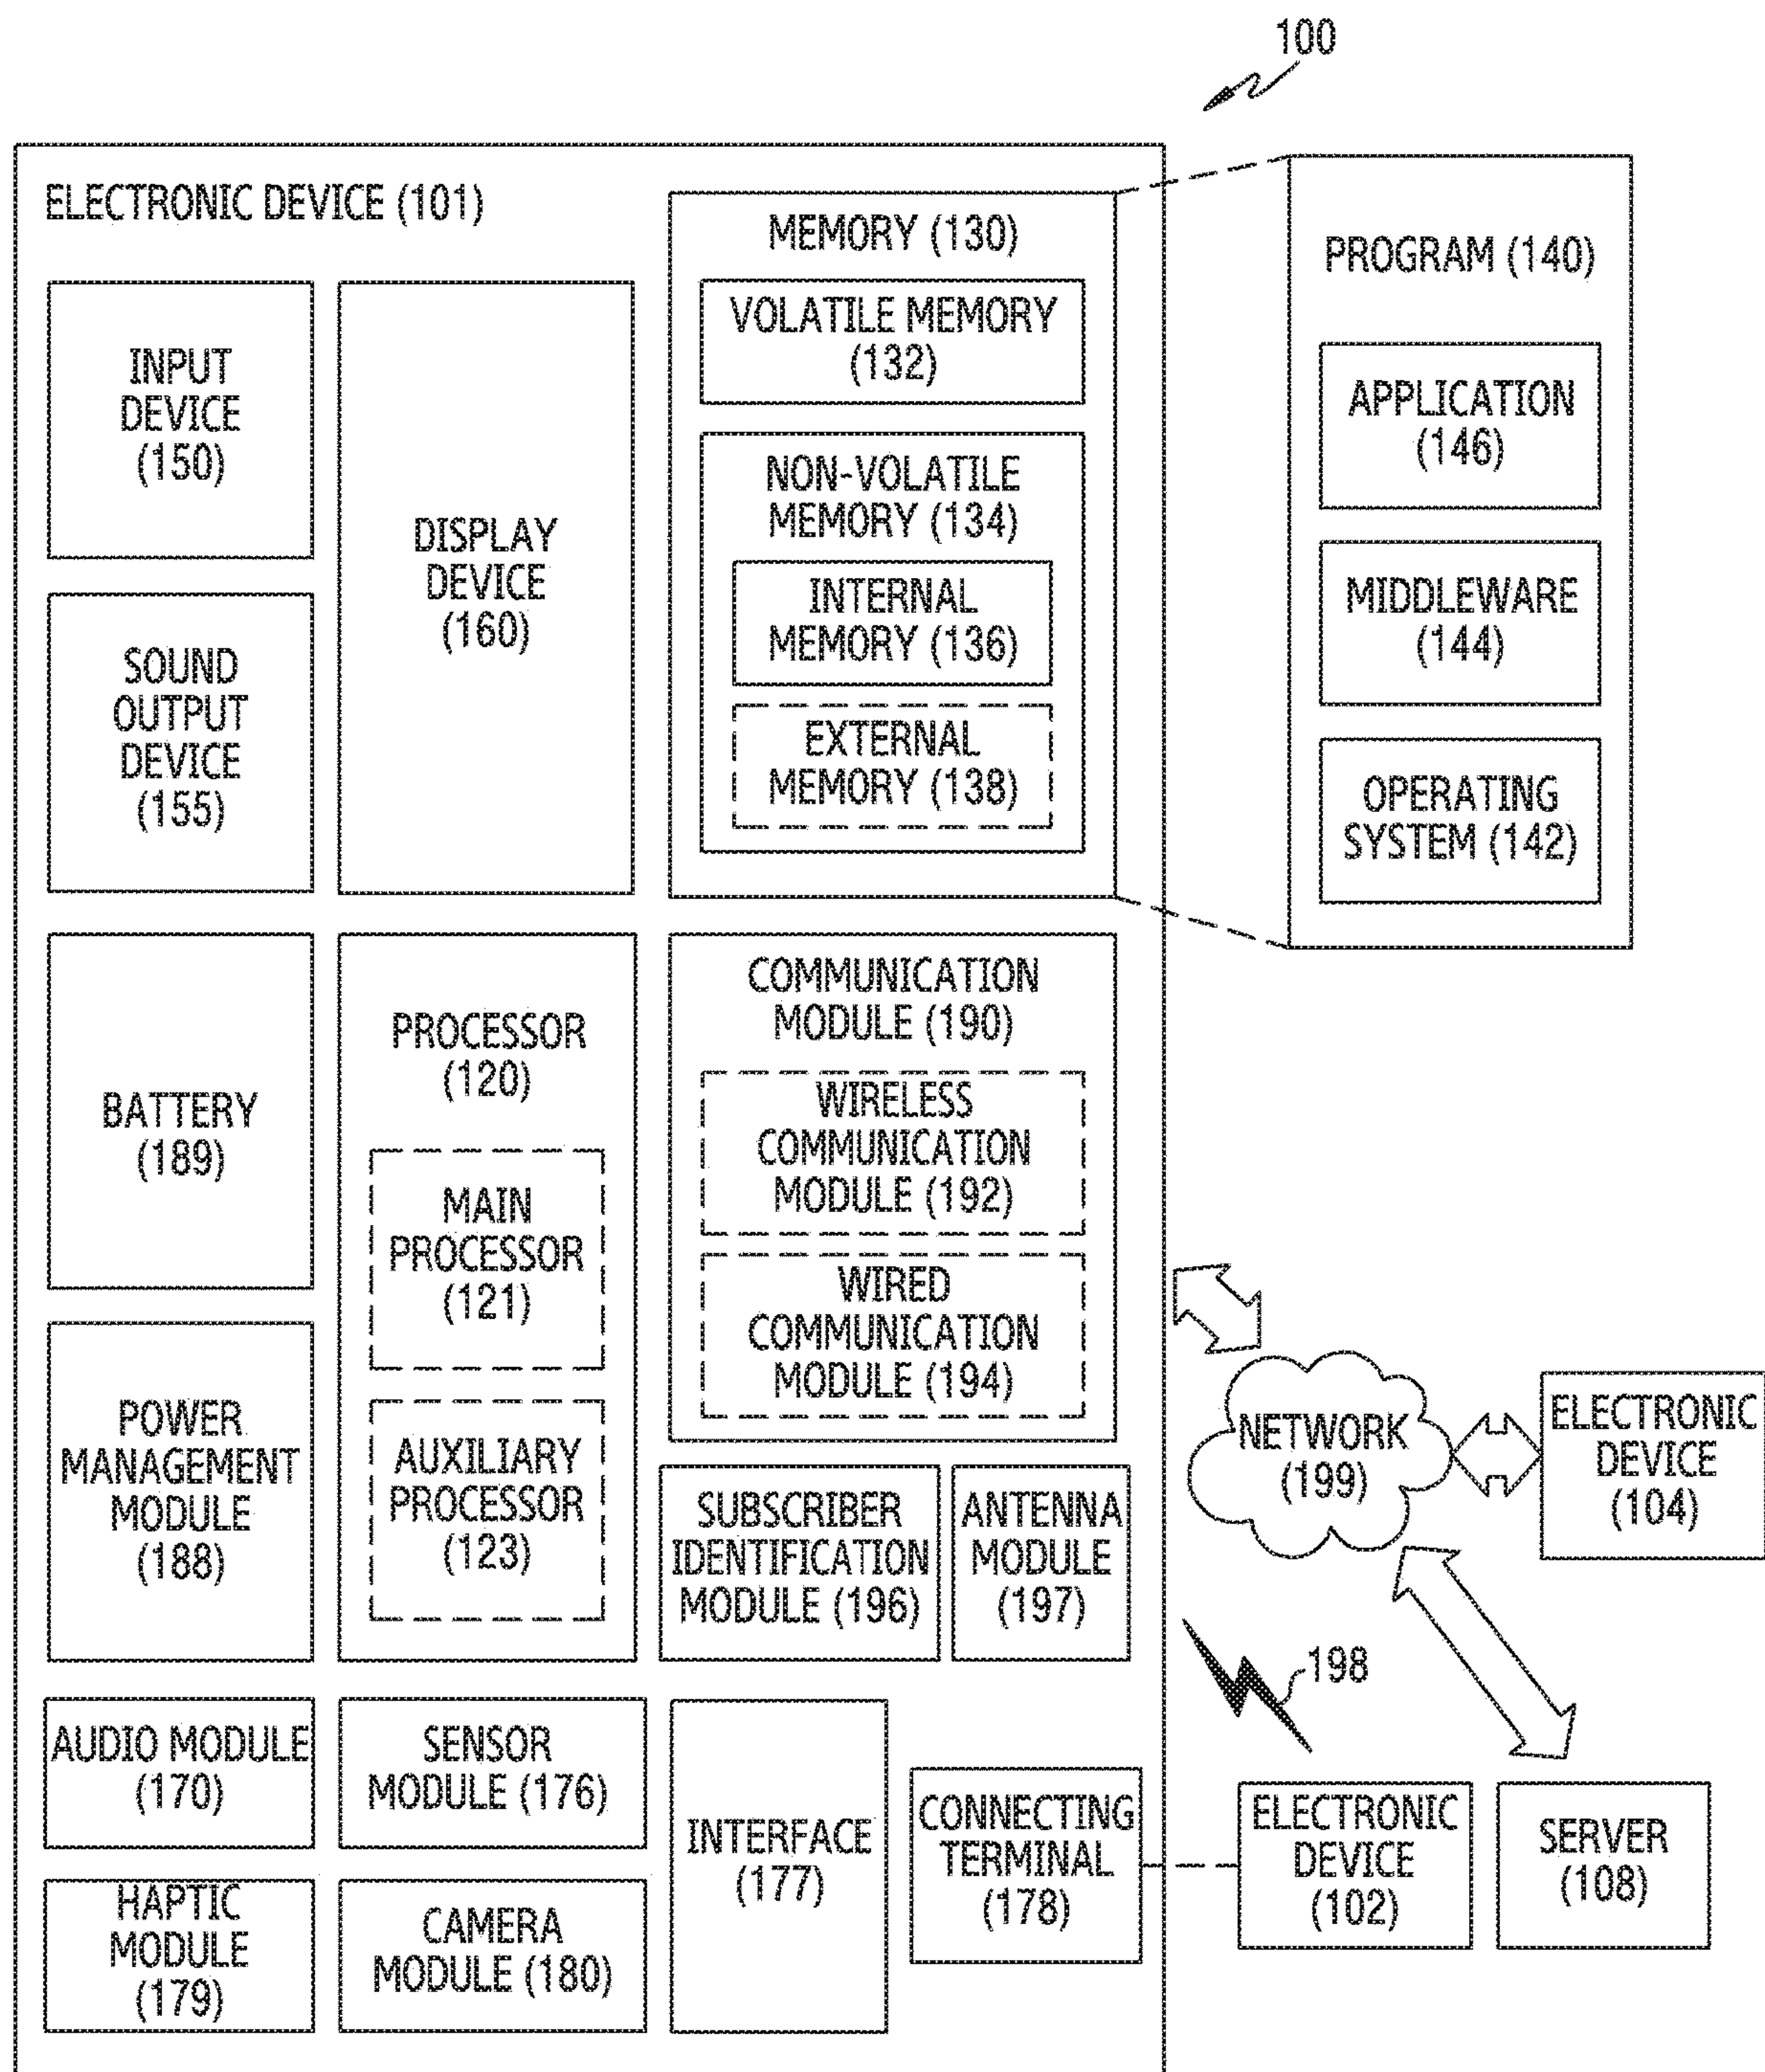 100
ELECTRONIC DEVICE (101)
INPUT
DEVICE
(150)
SOUND
OUTPUT
DEVICE
(155)
DISPLAY
DEVICE
(160)
MEMORY (130)
VOLATILE MEMORY
(132)
NON-VOLATILE
MEMORY (134)
INTERNAL
MEMORY (136)
EXTERNAL
MEMORY (138)
PROGRAM (140)
APPLICATION
(146)
MIDDLEWARE
(144)
OPERATING
SYSTEM (142)
BATTERY
(189)
POWER
MANAGEMENT
MODULE
(188)
PROCESSOR
(120)
MAIN
PROCESSOR
(121)
AUXILIARY
PROCESSOR
(123)
COMMUNICATION
MODULE (190)
WIRELESS
COMMUNICATION
MODULE (192)
WIRED
COMMUNICATION
MODULE (194)
SUBSCRIBER
IDENTIFICATION
MODULE (196)
ANTENNA
MODULE
(197)
NETWORK
(199)
ELECTRONIC
DEVICE
(104)
198
AUDIO MODULE
(170)
SENSOR
MODULE (176)
HAPTIC
MODULE
(179)
CAMERA
MODULE (180)
INTERFACE
(177)
CONNECTING
TERMINAL
(178)
ELECTRONIC
DEVICE
(102)
SERVER
(108)